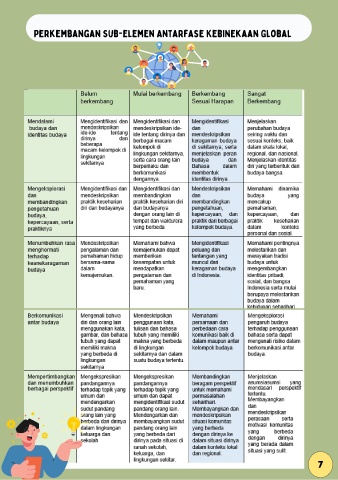 PERKEMBANGAN SUB-ELEMEN ANTARFASE KEBINEKAAN GLOBAL
Belum
berkembang
Mulai berkembang
Berkembang
Sesuai Harapan
Sangat
Berkembang
Mendalami
budaya dan
identitas budaya
Mengidentifikasi dan
mendeskripsikan
ide-ide tentang
dirinya dan
beberapa
macam kelompok di
lingkungan
sekitarnya
Mengidentifikasi dan
mendeskripsikan ide-
ide tentang dirinya dan
berbagai macam
kelompok di
lingkungan sekitarnya,
serta cara orang lain
berperilaku dan
berkomunikasi
dengannya.
Mengidentifikasi
dan
mendeskripsikan
keragaman budaya
di sekitarnya; serta
menjelaskan peran
budaya dan
Bahasa dalam
membentuk
identitas dirinya.
Menjelaskan
perubahan budaya
seiring waktu dan
sesuai konteks, baik
dalam skala lokal,
regional, dan nasional.
Menjelaskan identitas
diri yang terbentuk dari
budaya bangsa.
Mengeksplorasi
dan
membandingkan
pengetahuan
budaya,
kepercayaan, serta
praktiknya
Mengidentifikasi dan
mendeskripsikan
praktik keseharian
diri dan budayanya
Mengidentifikasi dan
membandingkan
praktik keseharian diri
dan budayanya
dengan orang lain di
tempat dan waktu/era
yang berbeda
Mendeskripsikan
dan
membandingkan
pengetahuan,
kepercayaan, dan
praktik dari berbagai
kelompok budaya.
Memahami dinamika
budaya yang
mencakup
pemahaman,
kepercayaan, dan
praktik keseharian
dalam konteks
personal dan sosial.
Menumbuhkan rasa
menghormati
terhadap
keanekaragaman
budaya
Mendeskripsikan
pengalaman dan
pemahaman hidup
bersama-sama
dalam
kemajemukan.
Memahami bahwa
kemajemukan dapat
memberikan
kesempatan untuk
mendapatkan
pengalaman dan
pemahaman yang
baru.
Mengidentifikasi
peluang dan
tantangan yang
muncul dari
keragaman budaya
di Indonesia.
Memahami pentingnya
melestarikan dan
merayakan tradisi
budaya untuk
mengembangkan
identitas pribadi,
sosial, dan bangsa
Indonesia serta mulai
berupaya melestarikan
budaya dalam
kehidupan sehari-hari
Berkomunikasi
antar budaya
Mengenali bahwa
diri dan orang lain
menggunakan kata,
gambar, dan bahasa
tubuh yang dapat
memiliki makna
yang berbeda di
lingkungan
sekitarnya
Mendeskripsikan
penggunaan kata,
tulisan dan bahasa
tubuh yang memiliki
makna yang berbeda
di lingkungan
sekitarnya dan dalam
suatu budaya tertentu.
Memahami
persamaan dan
perbedaan cara
komunikasi baik di
dalam maupun antar
kelompok budaya.
Mengeksplorasi
pengaruh budaya
terhadap penggunaan
bahasa serta dapat
mengenali risiko dalam
berkomunikasi antar
budaya
Mempertimbangkan
dan menumbuhkan
berbagai perspektif
Mengekspresikan
pandangannya
terhadap topik yang
umum dan
mendengarkan
sudut pandang
orang lain yang
berbeda dari dirinya
dalam lingkungan
keluarga dan
sekolah
Mengekspresikan
pandangannya
terhadap topik yang
umum dan dapat
mengidentifikasi sudut
pandang orang lain.
Mendengarkan dan
membayangkan sudut
pandang orang lain
yang berbeda dari
dirinya pada situasi di
ranah sekolah,
keluarga, dan
lingkungan sekitar.
Membandingkan
beragam perspektif
untuk memahami
permasalahan
sehari-hari.
Membayangkan dan
mendeskripsikan
situasi komunitas
yang berbeda
dengan dirinya ke
dalam situasi dirinya
dalam konteks lokal
dan regional
Menjelaskan
asumsi-asumsi yang
mendasari perspektif
tertentu.
Membayangkan
dan
mendeskripsikan
perasaan serta
motivasi komunitas
yang berbeda
dengan dirinya
yang berada dalam
situasi yang sulit
7